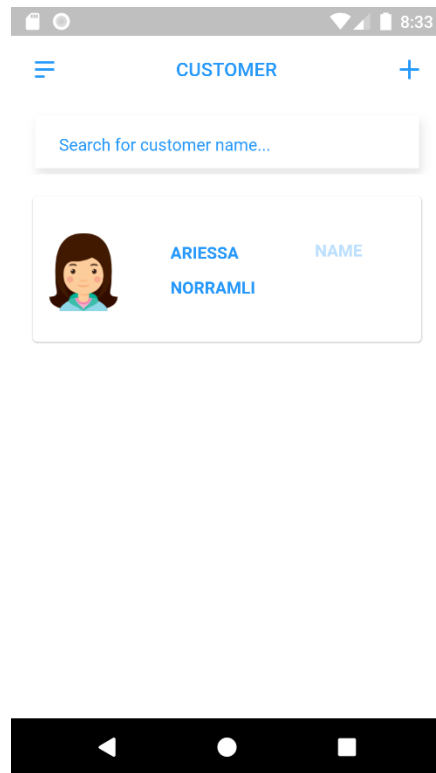 8:33
CUSTOMER
Search for customer name...
ARIESSA NAME
NORRAMLI